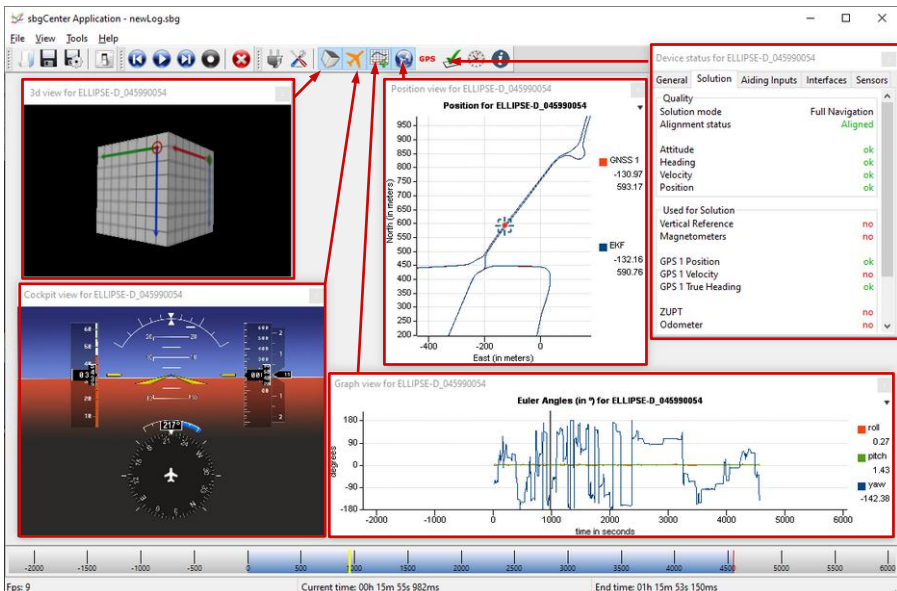 sbgCenter Application - newLog.sbg
File View Tools Help
GPS
3d view for ELLIPSE-D_045990054
Position view for ELLIPSE-D_045990054
Position for ELLIPSE-D_045990054
950
900
850
800
750
700
650
600
550
500
450
400
350
300
250
200
North (in meters)
-400 -200 0
East (in meters)
GNSS 1
-130.97
593.17
EKF
-132.16
590.76
Device status for ELLIPSE-D_045990054
General Solution Aiding Inputs Interfaces Sensors
Quality
Solution mode Full Navigation
Alignment status Aligned
Attitude ok
Heading ok
Velocity ok
Position ok
Used for Solution
Vertical Reference no
Magnetometers no
GPS 1 Position ok
GPS 1 Velocity no
GPS 1 True Heading ok
ZUPT no
Odometer no
Cockpit view for ELLIPSE-D_045990054
217°
Graph view for ELLIPSE-D_045990054
Euler Angles (in °) for ELLIPSE-D_045990054
180
90
0
-90
-180
degrees
-2000 -1000 0 1000 2000 3000 4000 5000 6000
time in seconds
roll
0.27
pitch
1.43
yaw
-142.38
-2000 -1500 -1000 -500 0 500 1000 1500 2000 2500 3000 3500 4000 4500 5000 5500 6000
Fps: 9 Current time: 00h 15m 55s 982ms End time: 01h 15m 53s 150ms